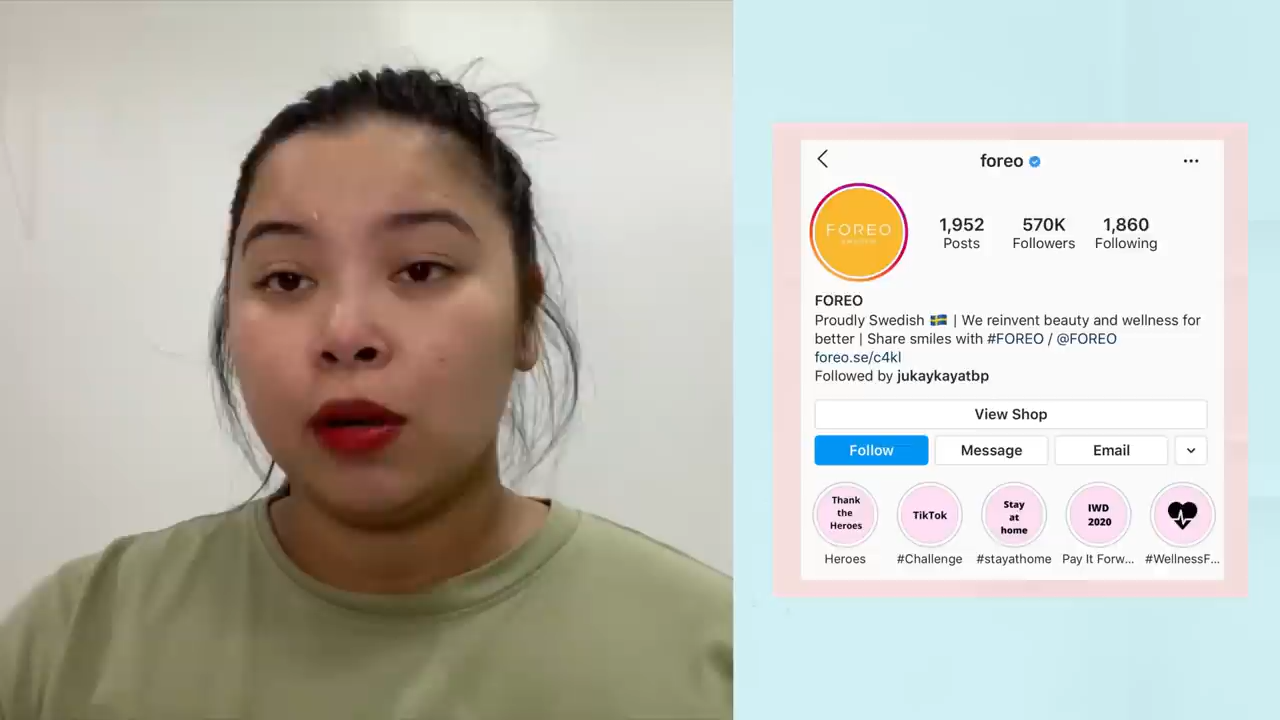 foreo
FOREO
1,952 570K 1,860
Posts Followers Following
FOREO
Proudly Swedish 🇸🇪 | We reinvent beauty and wellness for
better | Share smiles with #FOREO / @FOREO
foreo.se/c4kl
Followed by jukaykayatbp
View Shop
Follow Message Email
Thank
the
Heroes
TikTok
Stay
at
home
IWD
2020
Heroes #Challenge #stayathome Pay It Forw... #WellnessF...